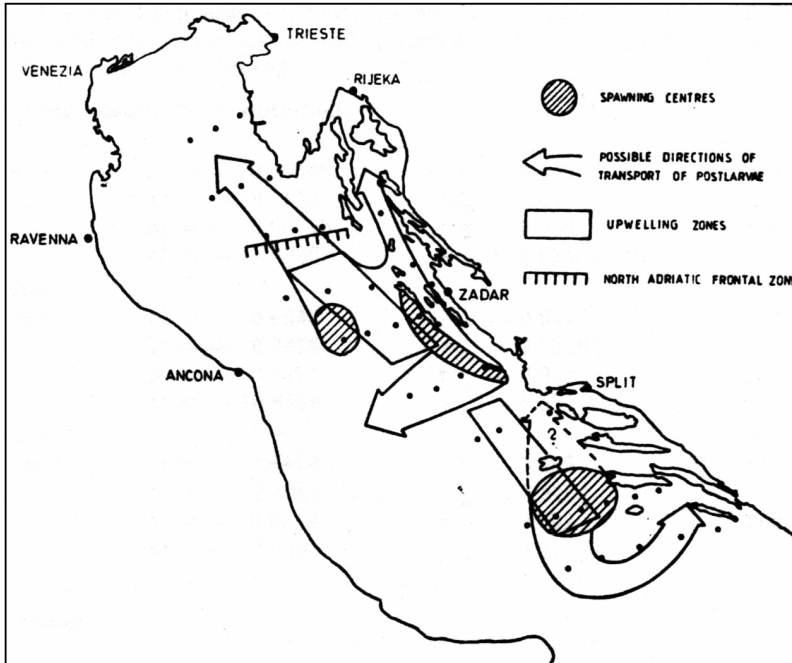 TRIESTE
VENEZIA
RIJEKA
SPAWNING CENTRES
POSSIBLE DIRECTIONS OF
TRANSPORT OF POSTLARVAE
UPWELLING ZONES
RAVENNA
NORTH ADRIATIC FRONTAL ZON
ZADAR
ANCONA
SPLIT
?